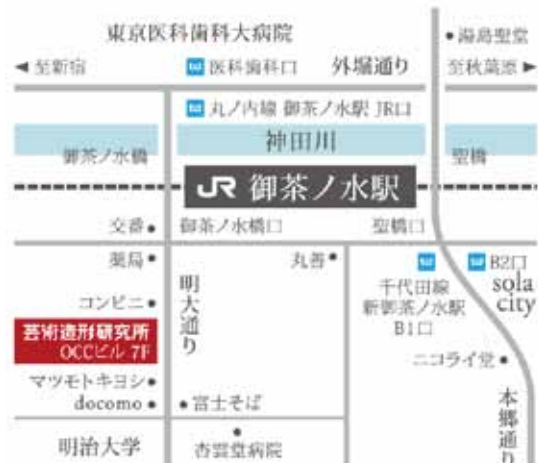 東京医科歯科大病院
●湯島聖堂
◀至新宿
医科歯科口
外堀通り
至秋葉原▶
丸ノ内線 御茶ノ水駅 JR口
神田川
御茶ノ水橋
聖橋
JR 御茶ノ水駅
交番●
御茶ノ水橋口
聖橋口
薬局●
丸善●
B2口
sola
city
明大通り
千代田線
新御茶ノ水駅
B1口
コンビニ●
芸術造形研究所
OCCビル 7F
ニコライ堂●
マツモトキヨシ●
docomo●
●富士そば
本郷通り
明治大学
杏雲堂病院